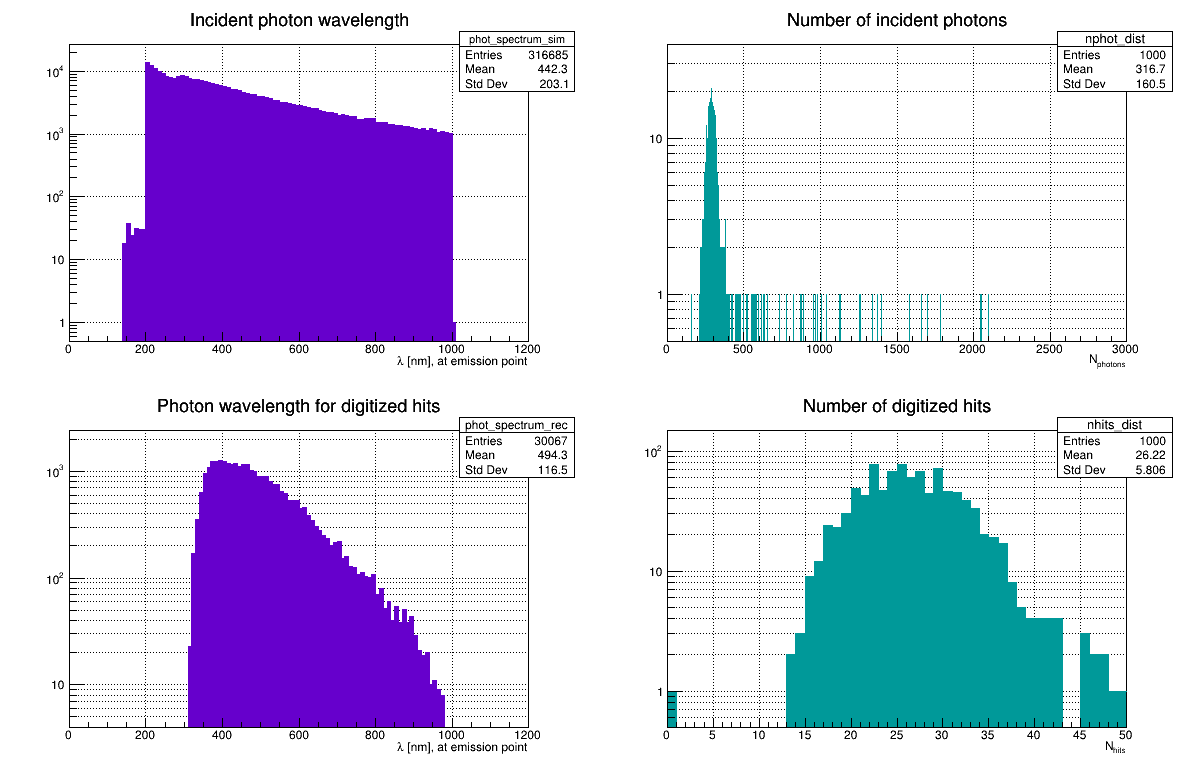 Incident photon wavelength
phot_spectrum_sim
Entries 316685
Mean 442.3
Std Dev 203.1
10^4
10^3
10^2
10
1
0 200 400 600 800 1000 1200
λ [nm], at emission point
Number of incident photons
nphot_dist
Entries 1000
Mean 316.7
Std Dev 160.5
10
1
0 500 1000 1500 2000 2500 3000
N_photons
Photon wavelength for digitized hits
phot_spectrum_rec
Entries 30067
Mean 494.3
Std Dev 116.5
10^3
10^2
10
0 200 400 600 800 1000 1200
λ [nm], at emission point
Number of digitized hits
nhits_dist
Entries 1000
Mean 26.22
Std Dev 5.806
10^2
10
1
0 5 10 15 20 25 30 35 40 45 50
N_hits